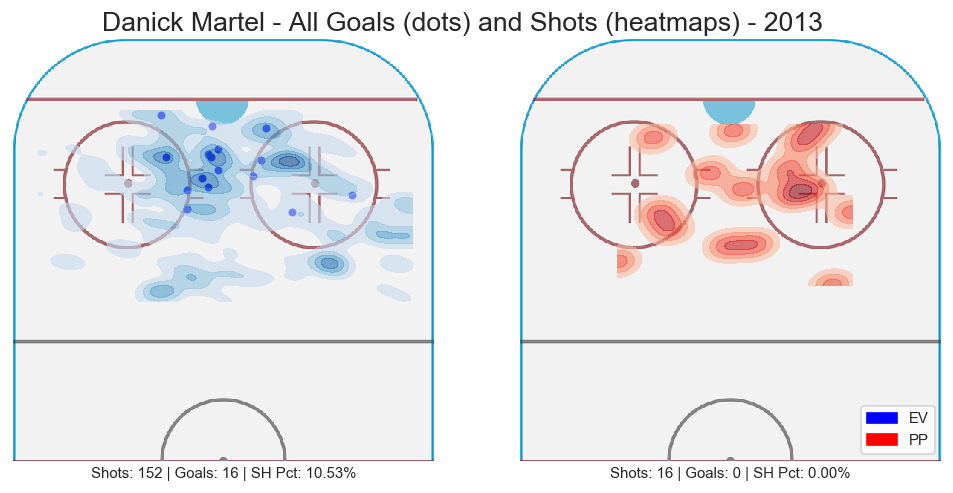 Danick Martel - All Goals (dots) and Shots (heatmaps) - 2013
EV
PP
Shots: 152 | Goals: 16 | SH Pct: 10.53%
Shots: 16 | Goals: 0 | SH Pct: 0.00%